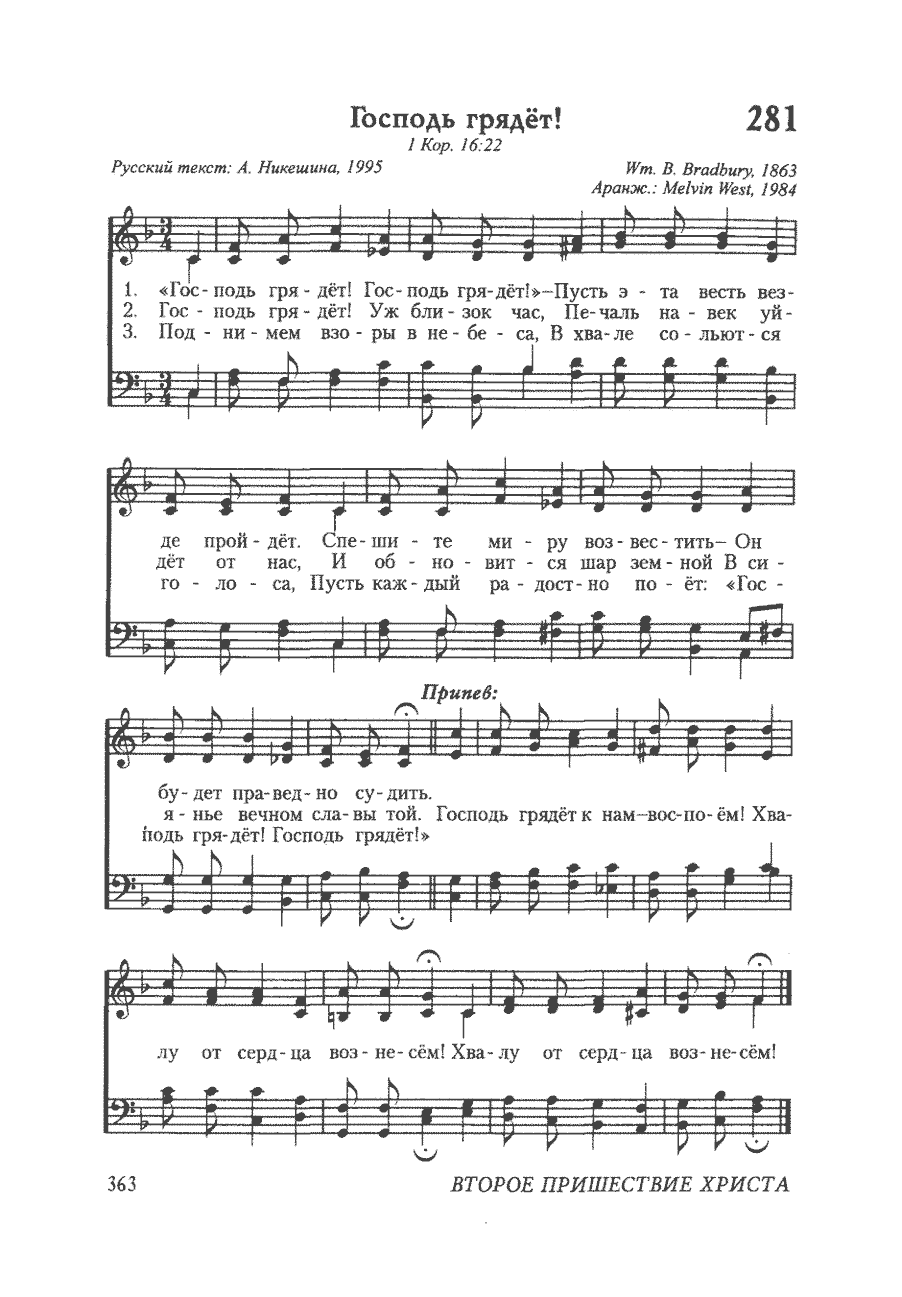 Господь грядёт!
281
1 Кор. 16:22
Русский текст: А. Никешина, 1995
Wm. B. Bradbury, 1863
Аранж.: Melvin West, 1984
1. «Гос- подь гря - дёт! Гос- подь гря-дёт!»–Пусть э - та весть вез-
2. Гос - подь гря - дёт! Уж бли - зок час, Пе-чаль на - век уй-
3. Под - ни - мем взо - ры в не - бе - са, В хва-ле со - льют - ся
де прой - дёт. Спе- ши - те ми - ру воз - вес - тить– Он
дёт от нас, И об - но - вит - ся шар зем - ной В си -
го - ло - са, Пусть каж - дый ра - дост - но по - ёт: «Гос -
Припев:
бу- дет пра-вед- но су - дить.
я - нье вечном сла-вы той. Господь грядёт к нам–вос-по- ём! Хва-
подь гря-дёт! Господь грядёт!»
лу от серд - ца воз - не - сём! Хва- лу от серд - ца воз- не-сём!
363
ВТОРОЕ ПРИШЕСТВИЕ ХРИСТА